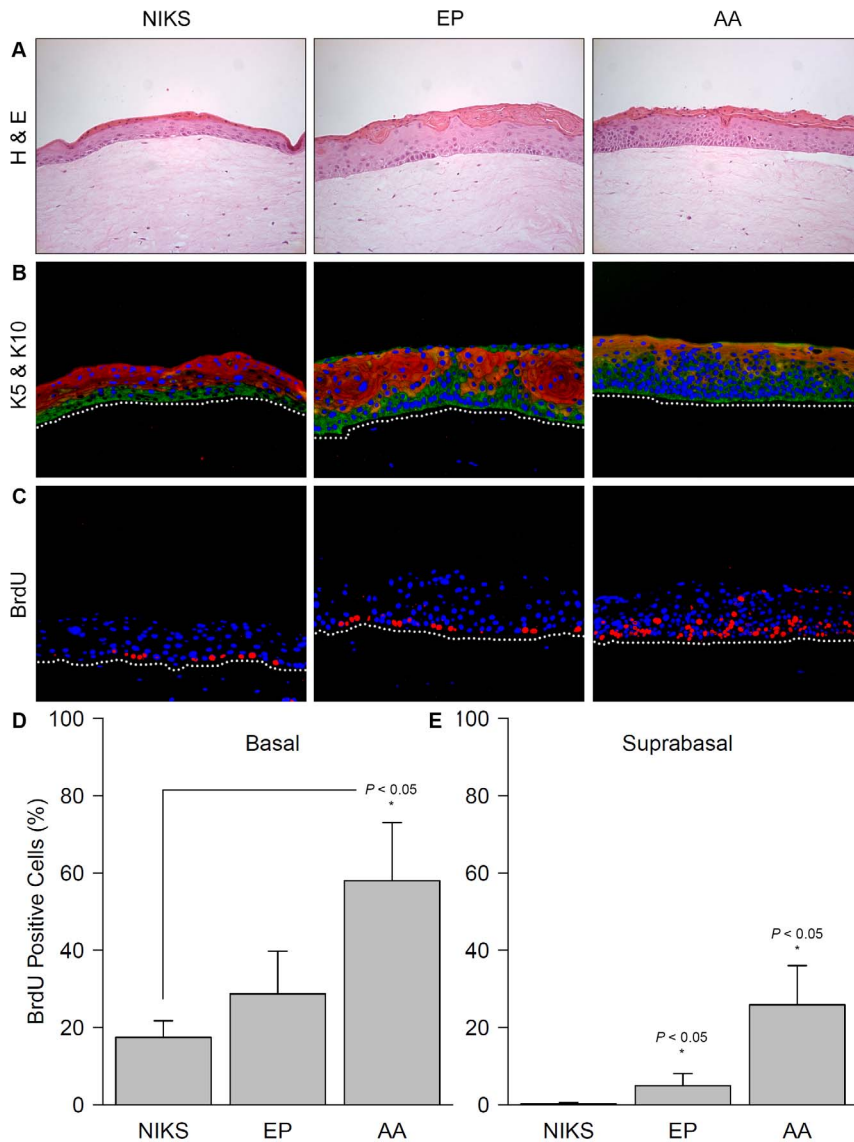 NIKS EP AA
A
H & E
B
K5 & K10
C
BrdU
D E
Basal Suprabasal
BrdU Positive Cells (%)
100 100
80 80
60 60
40 40
20 20
0 0
P < 0.05
*
P < 0.05
*
P < 0.05
*
NIKS EP AA NIKS EP AA